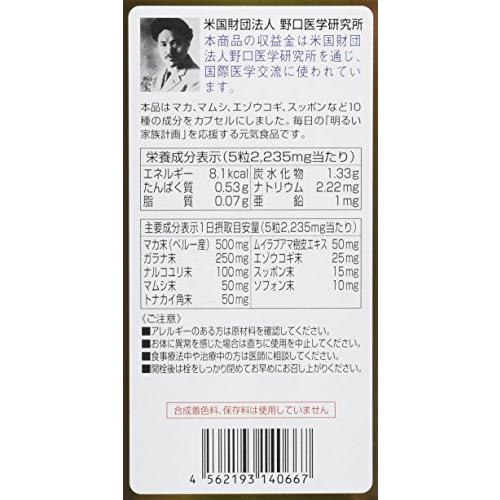 米国財団法人 野口医学研究所
本商品の収益金は米国財団
法人野口医学研究所を通じ、
国際医学交流に使われてい
ます。
本品はマカ、マムシ、エゾウコギ、スッポンなど10
種の成分をカプセルにしました。毎日の「明るい
家族計画」を応援する元気食品です。
栄養成分表示(5粒2,235mg当たり)
エネルギー 8.1kcal 炭水化物 1.33g
たんぱく質 0.53g ナトリウム 2.22mg
脂質 0.07g 亜鉛 1mg
主要成分表示1日摂取目安量(5粒2,235mg当たり)
マカ末(ペルー産) 500mg ムイラプアマ樹皮エキス 50mg
ガラナ末 250mg エゾウコギ末 25mg
ナルコユリ末 100mg スッポン末 15mg
マムシ末 50mg ソフォン末 10mg
トナカイ角末 50mg
〈ご注意〉
■アレルギーのある方は原材料を確認してください。
■お体に異常を感じた場合は直ちに使用を中止してください。
■食事療法中や治療中の方は医師に相談してください。
■開栓後は栓をしっかり閉めてお早めにお召し上がりください。
合成着色料、保存料は使用していません
4 562193 140667